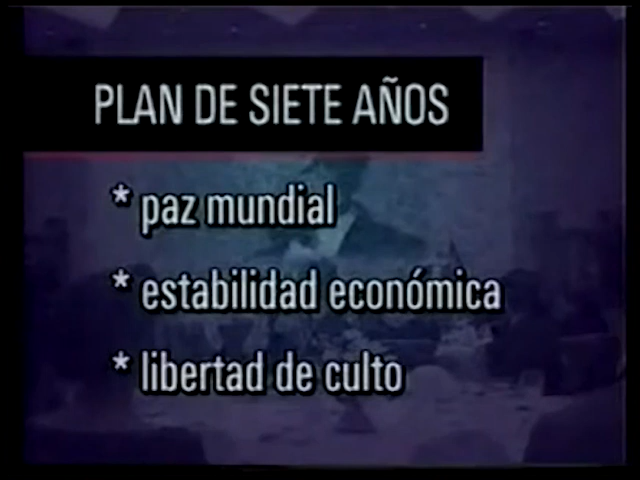 PLAN DE SIETE AÑOS
* paz mundial
* estabilidad económica
* libertad de culto